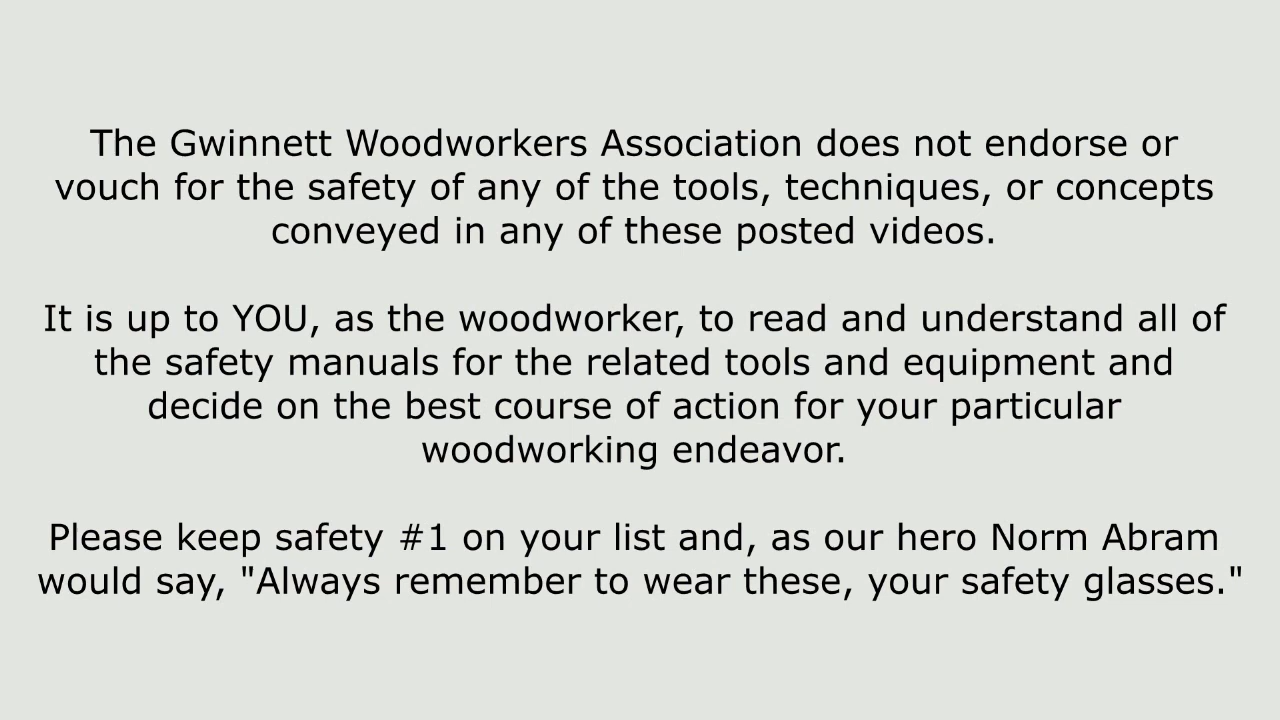 The Gwinnett Woodworkers Association does not endorse or
vouch for the safety of any of the tools, techniques, or concepts
conveyed in any of these posted videos.
It is up to YOU, as the woodworker, to read and understand all of
the safety manuals for the related tools and equipment and
decide on the best course of action for your particular
woodworking endeavor.
Please keep safety #1 on your list and, as our hero Norm Abram
would say, "Always remember to wear these, your safety glasses."